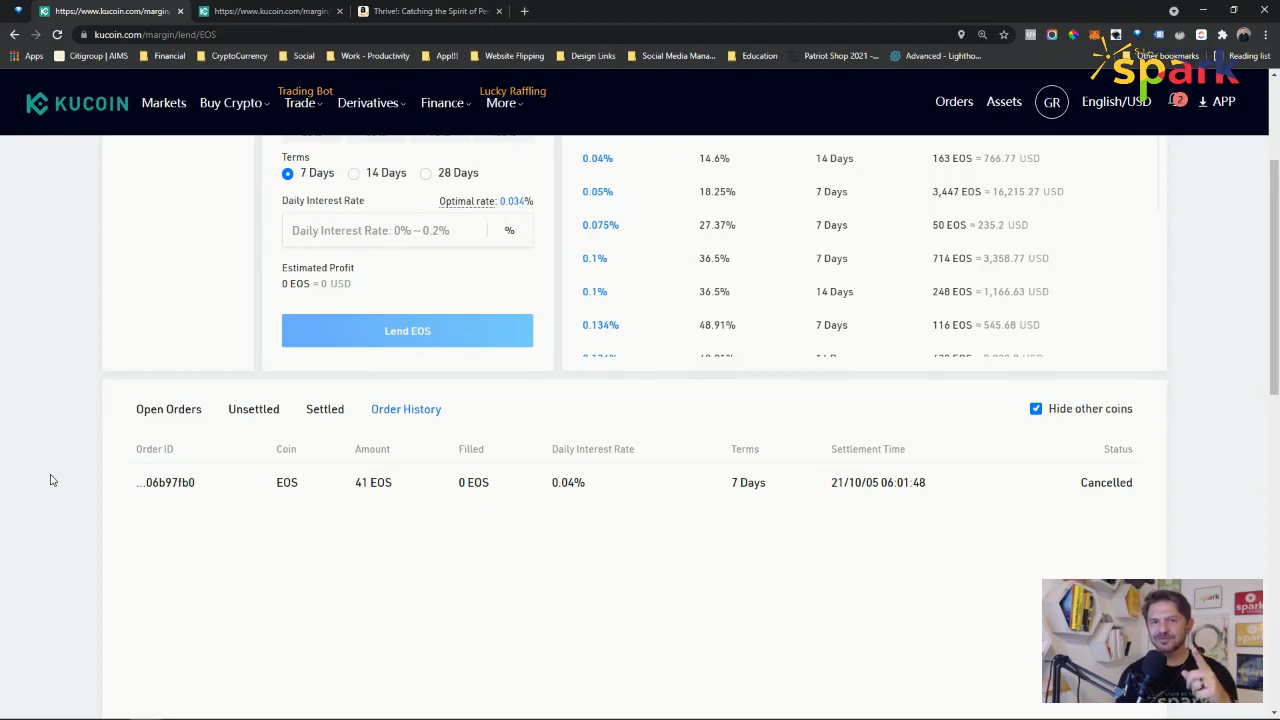 https://www.kucoin.com/margin/
https://www.kucoin.com/margin/
Thrive!: Catching the Spirit of Pe
kucoin.com/margin/lend/EOS
Apps
Citigroup | AIMS
Financial
CryptoCurrency
Social
Work - Productivity
App!!!
Website Flipping
Design Links
Social Media Mana...
Education
Patriot Shop 2021 –...
Advanced – Lightho...
Other bookmarks
Reading list
spark
KUCOIN
Markets
Buy Crypto
Trading Bot
Trade
Derivatives
Finance
Lucky Raffling
More
Orders
Assets
GR
English/USD
2
APP
Terms
7 Days
14 Days
28 Days
Daily Interest Rate
Optimal rate: 0.034%
Daily Interest Rate: 0% ~ 0.2%
%
Estimated Profit
0 EOS ≈ 0 USD
Lend EOS
0.04% 14.6% 14 Days 163 EOS ≈ 766.77 USD
0.05% 18.25% 7 Days 3,447 EOS ≈ 16,215.27 USD
0.075% 27.37% 7 Days 50 EOS ≈ 235.2 USD
0.1% 36.5% 7 Days 714 EOS ≈ 3,358.77 USD
0.1% 36.5% 14 Days 248 EOS ≈ 1,166.63 USD
0.134% 48.91% 7 Days 116 EOS ≈ 545.68 USD
Open Orders
Unsettled
Settled
Order History
Hide other coins
Order ID Coin Amount Filled Daily Interest Rate Terms Settlement Time Status
...06b97fb0 EOS 41 EOS 0 EOS 0.04% 7 Days 21/10/05 06:01:48 Cancelled
spark
spark